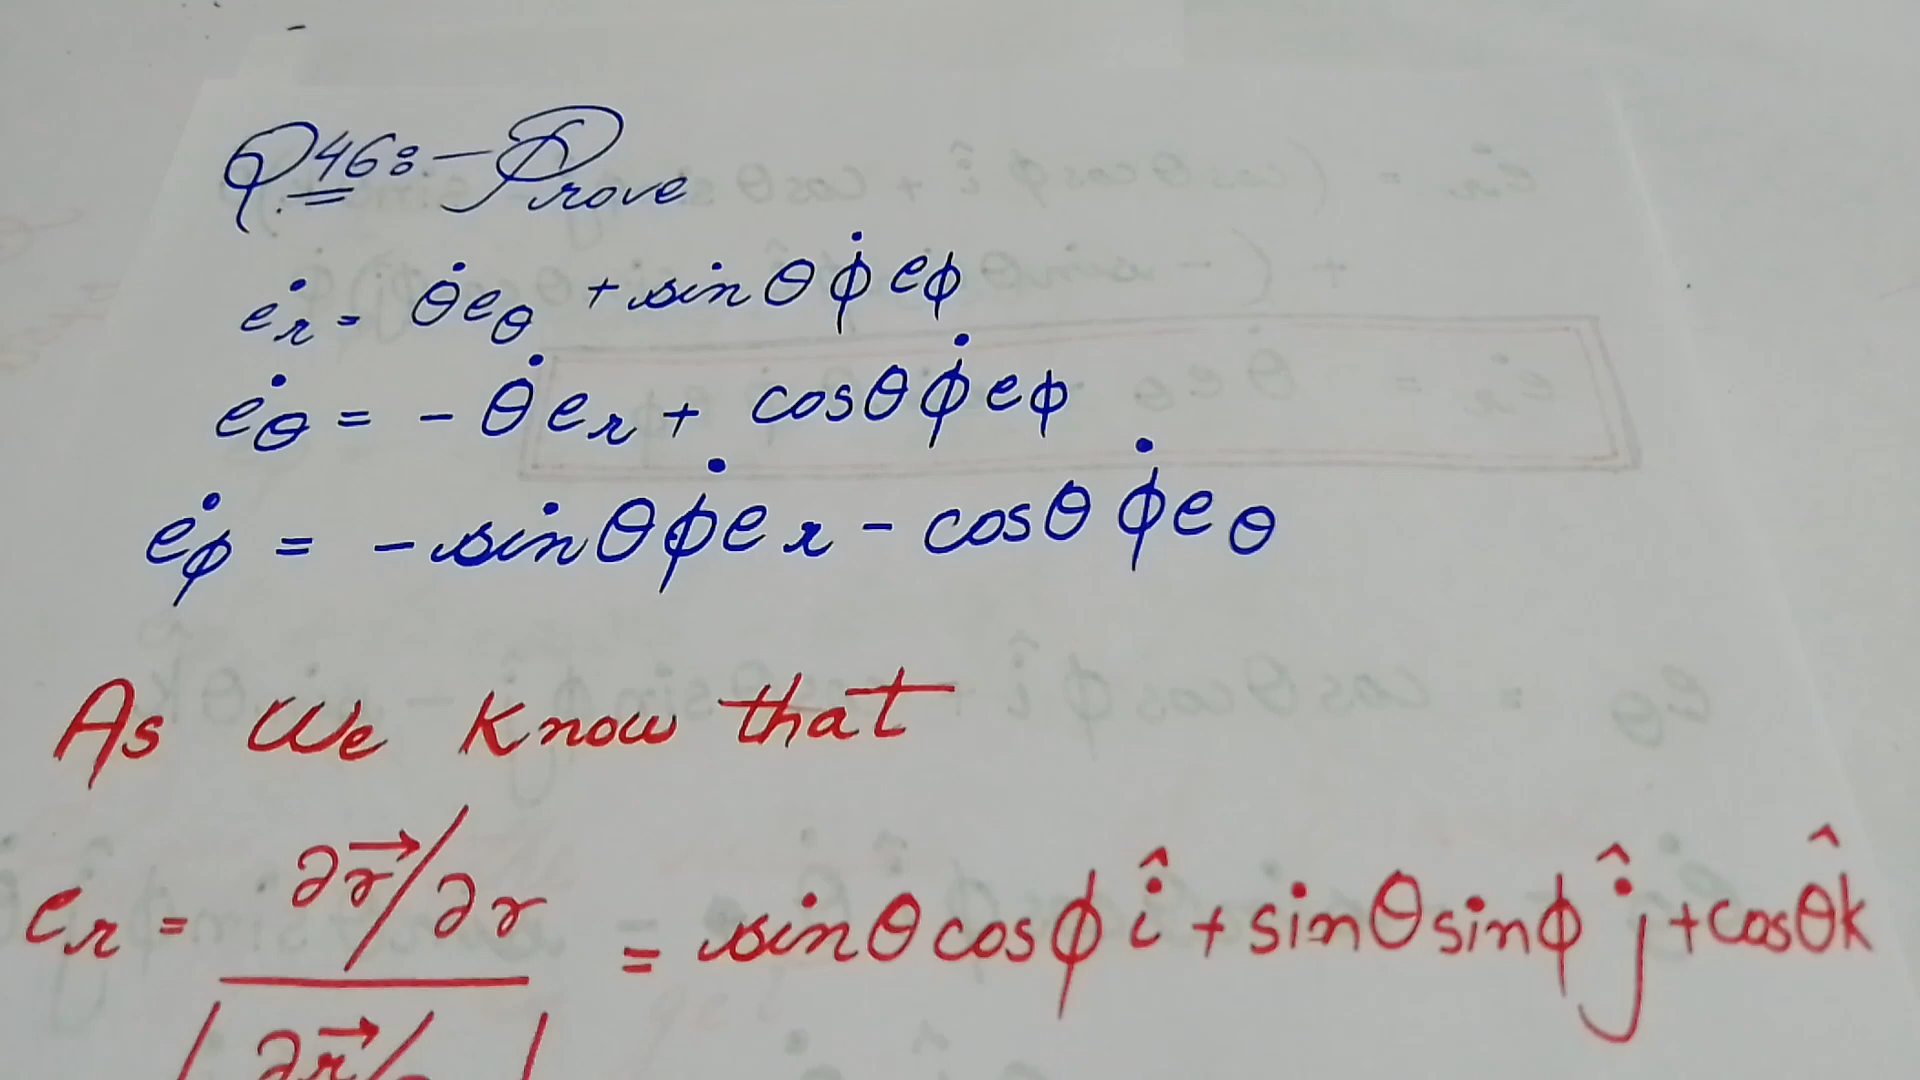 Q46:- Prove
ėr = θ̇eθ + sinθ φ̇ eφ
ėθ = - θ̇er + cosθ φ̇ eφ
ėφ = - sinθ φ̇ er - cosθ φ̇ eθ
As We Know that
er = ∂r⃗/∂r = sinθ cosφ î + sinθ sinφ ĵ + cosθ k̂
|∂r⃗/ |